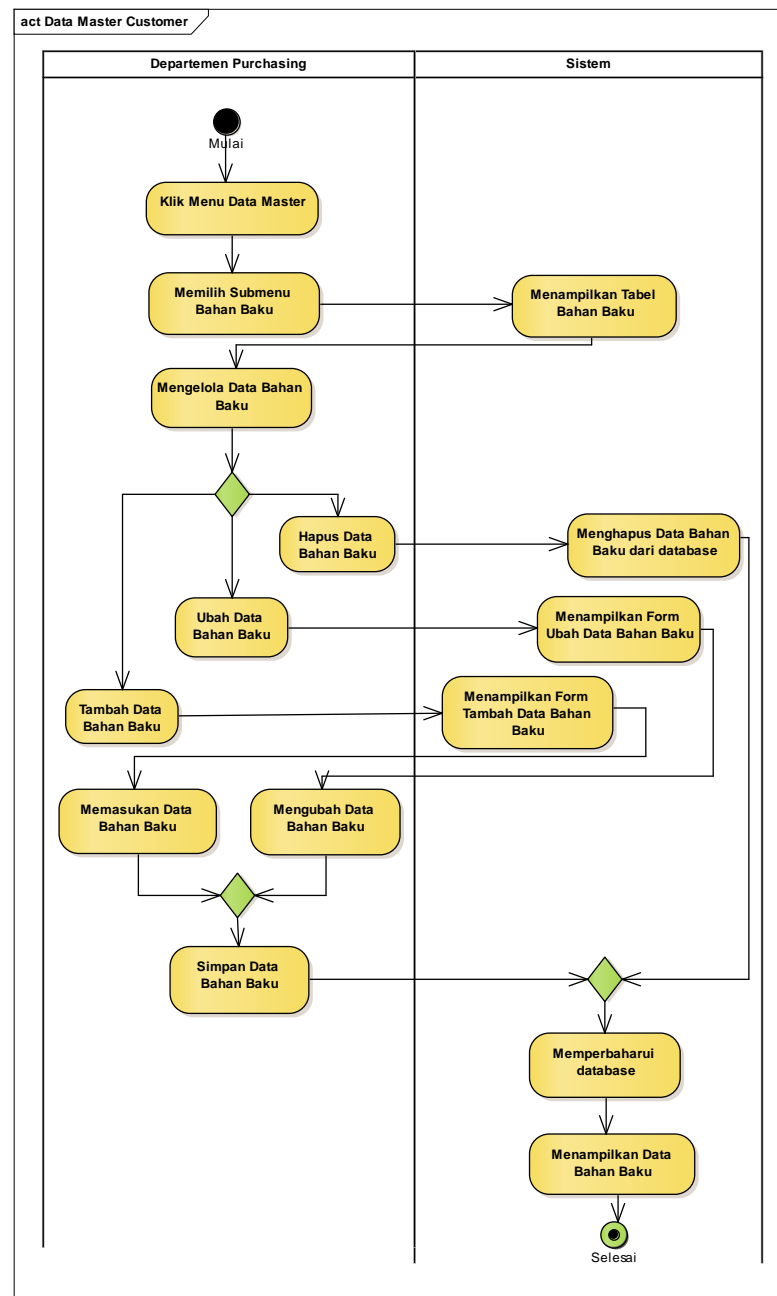 act Data Master Customer
Departemen Purchasing
Sistem
Mulai
Klik Menu Data Master
Memilih Submenu
Bahan Baku
Menampilkan Tabel
Bahan Baku
Mengelola Data Bahan
Baku
Hapus Data
Bahan Baku
Menghapus Data Bahan
Baku dari database
Ubah Data
Bahan Baku
Menampilkan Form
Ubah Data Bahan Baku
Tambah Data
Bahan Baku
Menampilkan Form
Tambah Data Bahan
Baku
Memasukan Data
Bahan Baku
Mengubah Data
Bahan Baku
Simpan Data
Bahan Baku
Memperbaharui
database
Menampilkan Data
Bahan Baku
Selesai